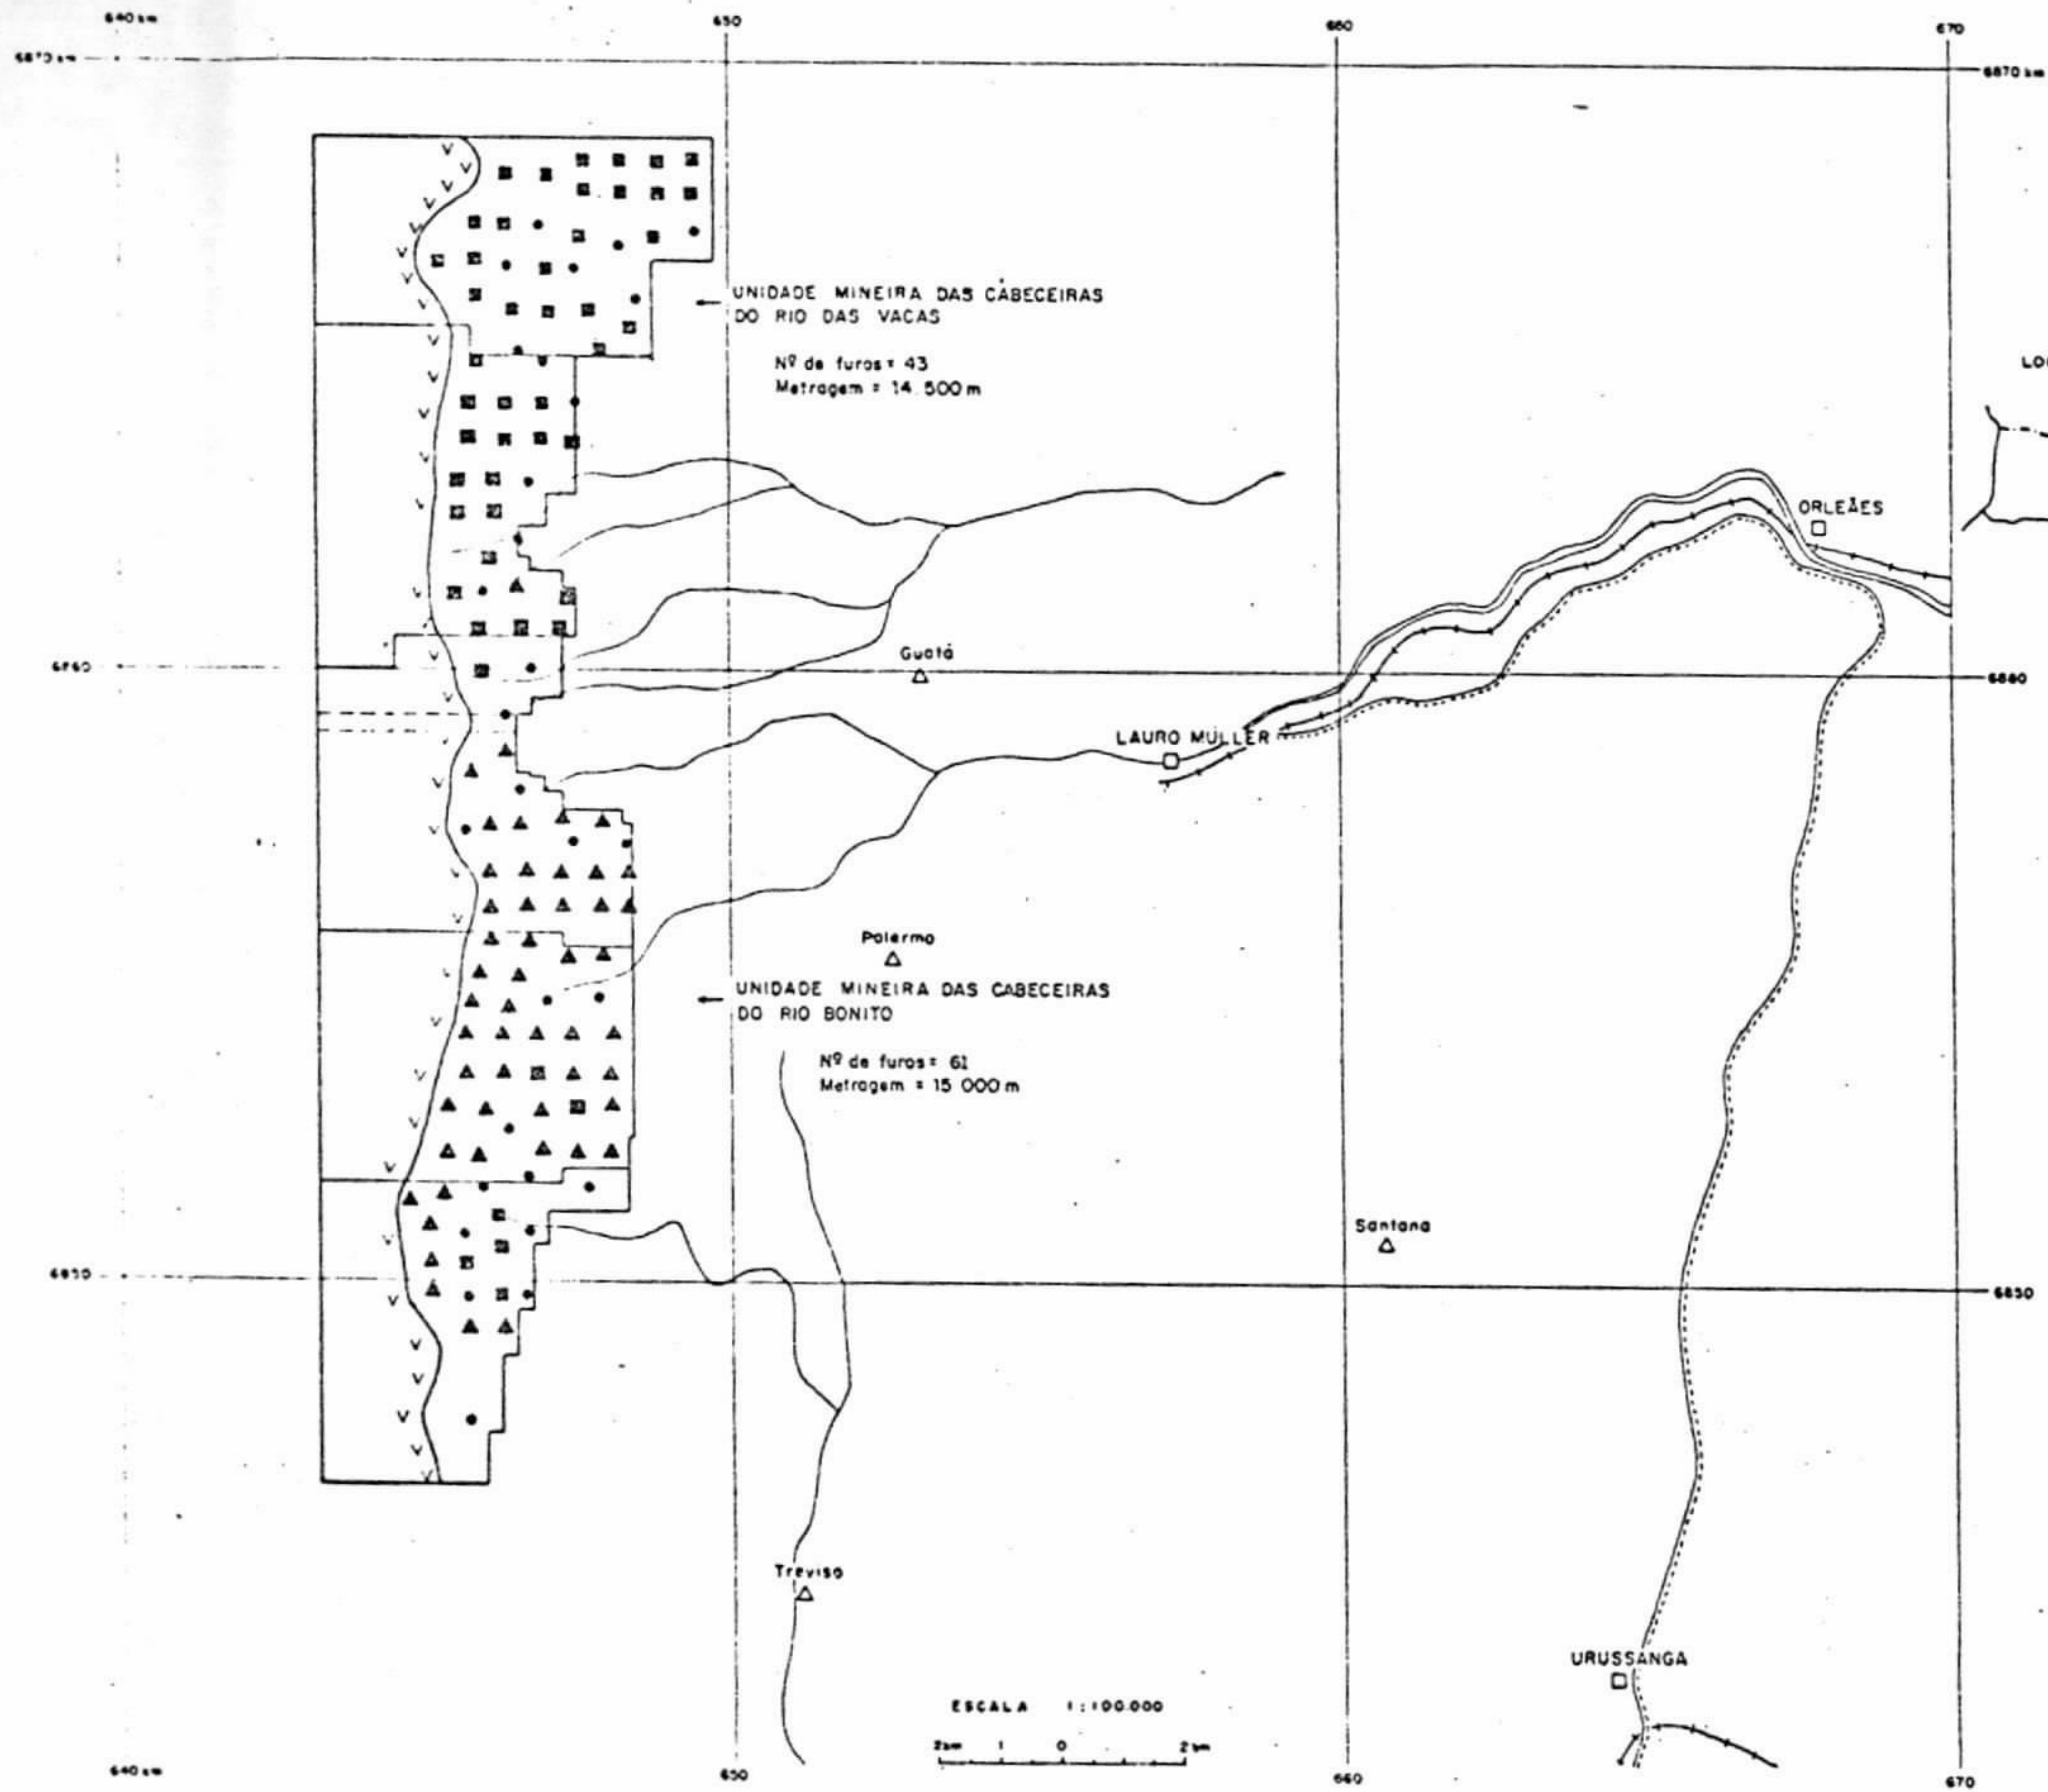 640 km
650
660
670
6870 km
6870 km
UNIDADE MINEIRA DAS CABECEIRAS
DO RIO DAS VACAS
Nº de furos = 43
Metragem = 14.500 m
ORLEÃES
Guatá
6860
6860
LAURO MÜLLER
Palermo
UNIDADE MINEIRA DAS CABECEIRAS
DO RIO BONITO
Nº de furos = 61
Metragem = 15 000 m
Santana
6850
6850
Treviso
URUSSANGA
ESCALA 1:100.000
2km 1 0 2km
640 km
650
660
670